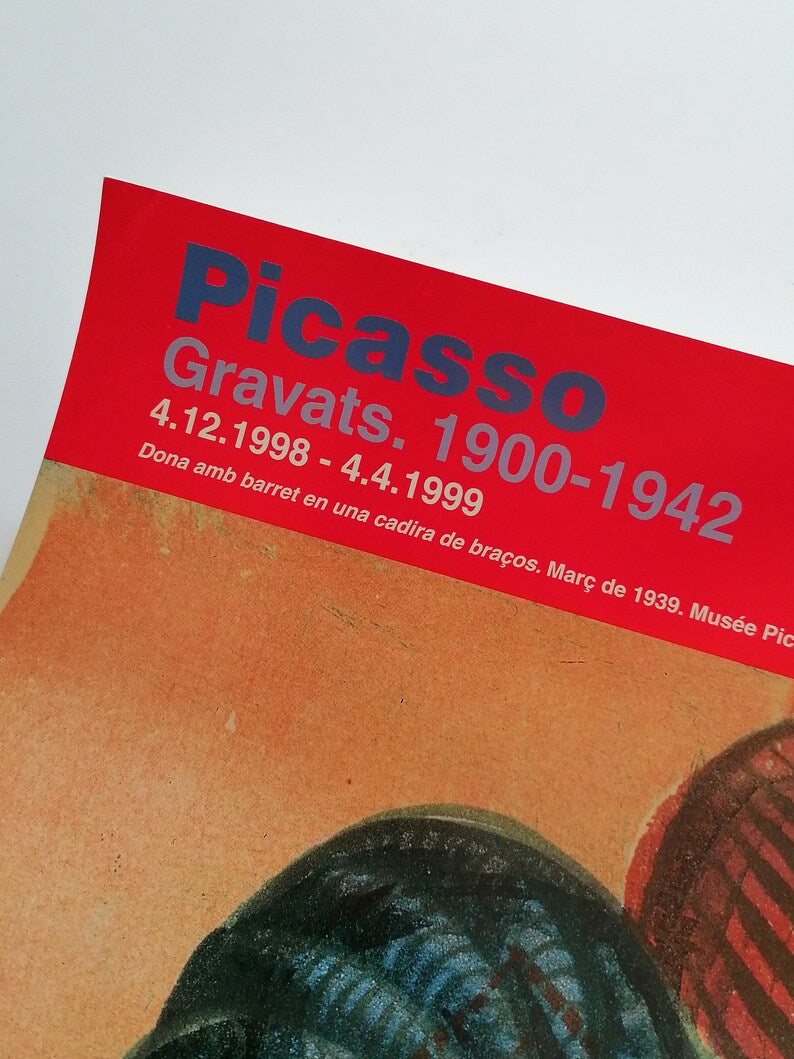 Picasso
Gravats. 1900-1942
4.12.1998 - 4.4.1999
Dona amb barret en una cadira de braços. Març de 1939. Musée Pic